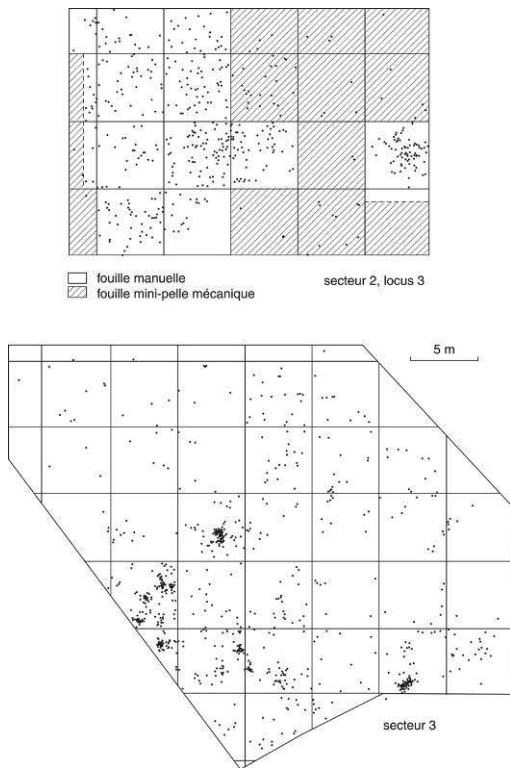 fouille manuelle
fouille mini-pelle mécanique
secteur 2, locus 3
5 m
secteur 3